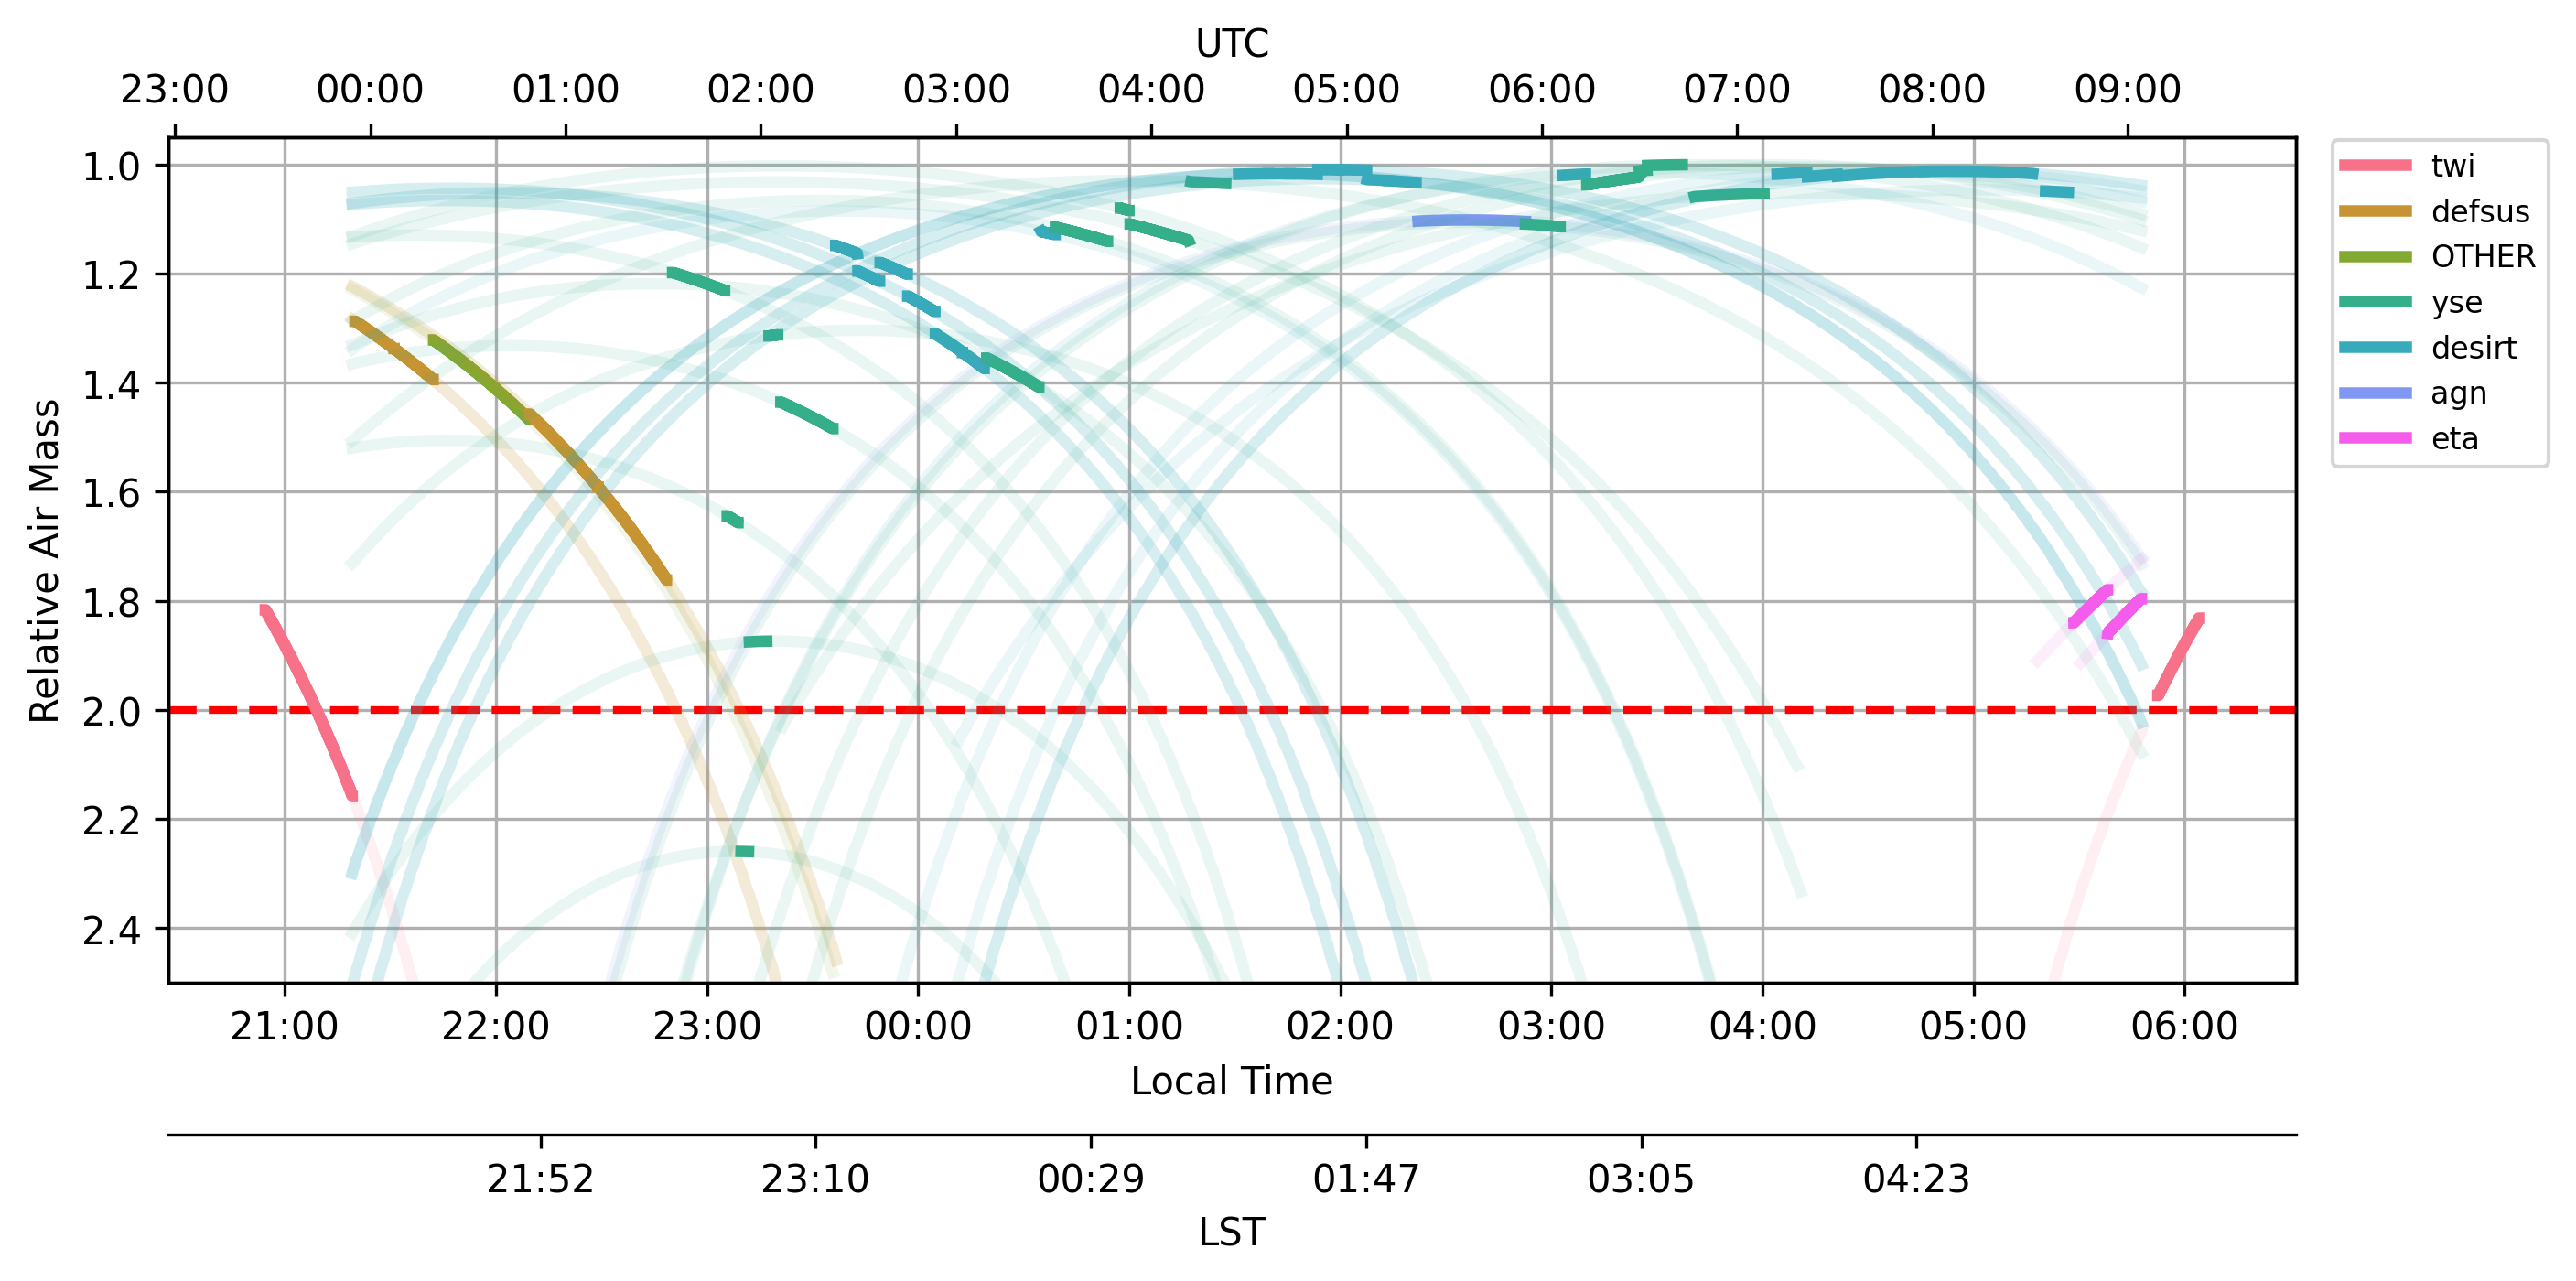 UTC
23:00 00:00 01:00 02:00 03:00 04:00 05:00 06:00 07:00 08:00 09:00
Relative Air Mass
1.0
1.2
1.4
1.6
1.8
2.0
2.2
2.4
twi
defsus
OTHER
yse
desirt
agn
eta
21:00 22:00 23:00 00:00 01:00 02:00 03:00 04:00 05:00 06:00
Local Time
21:52 23:10 00:29 01:47 03:05 04:23
LST